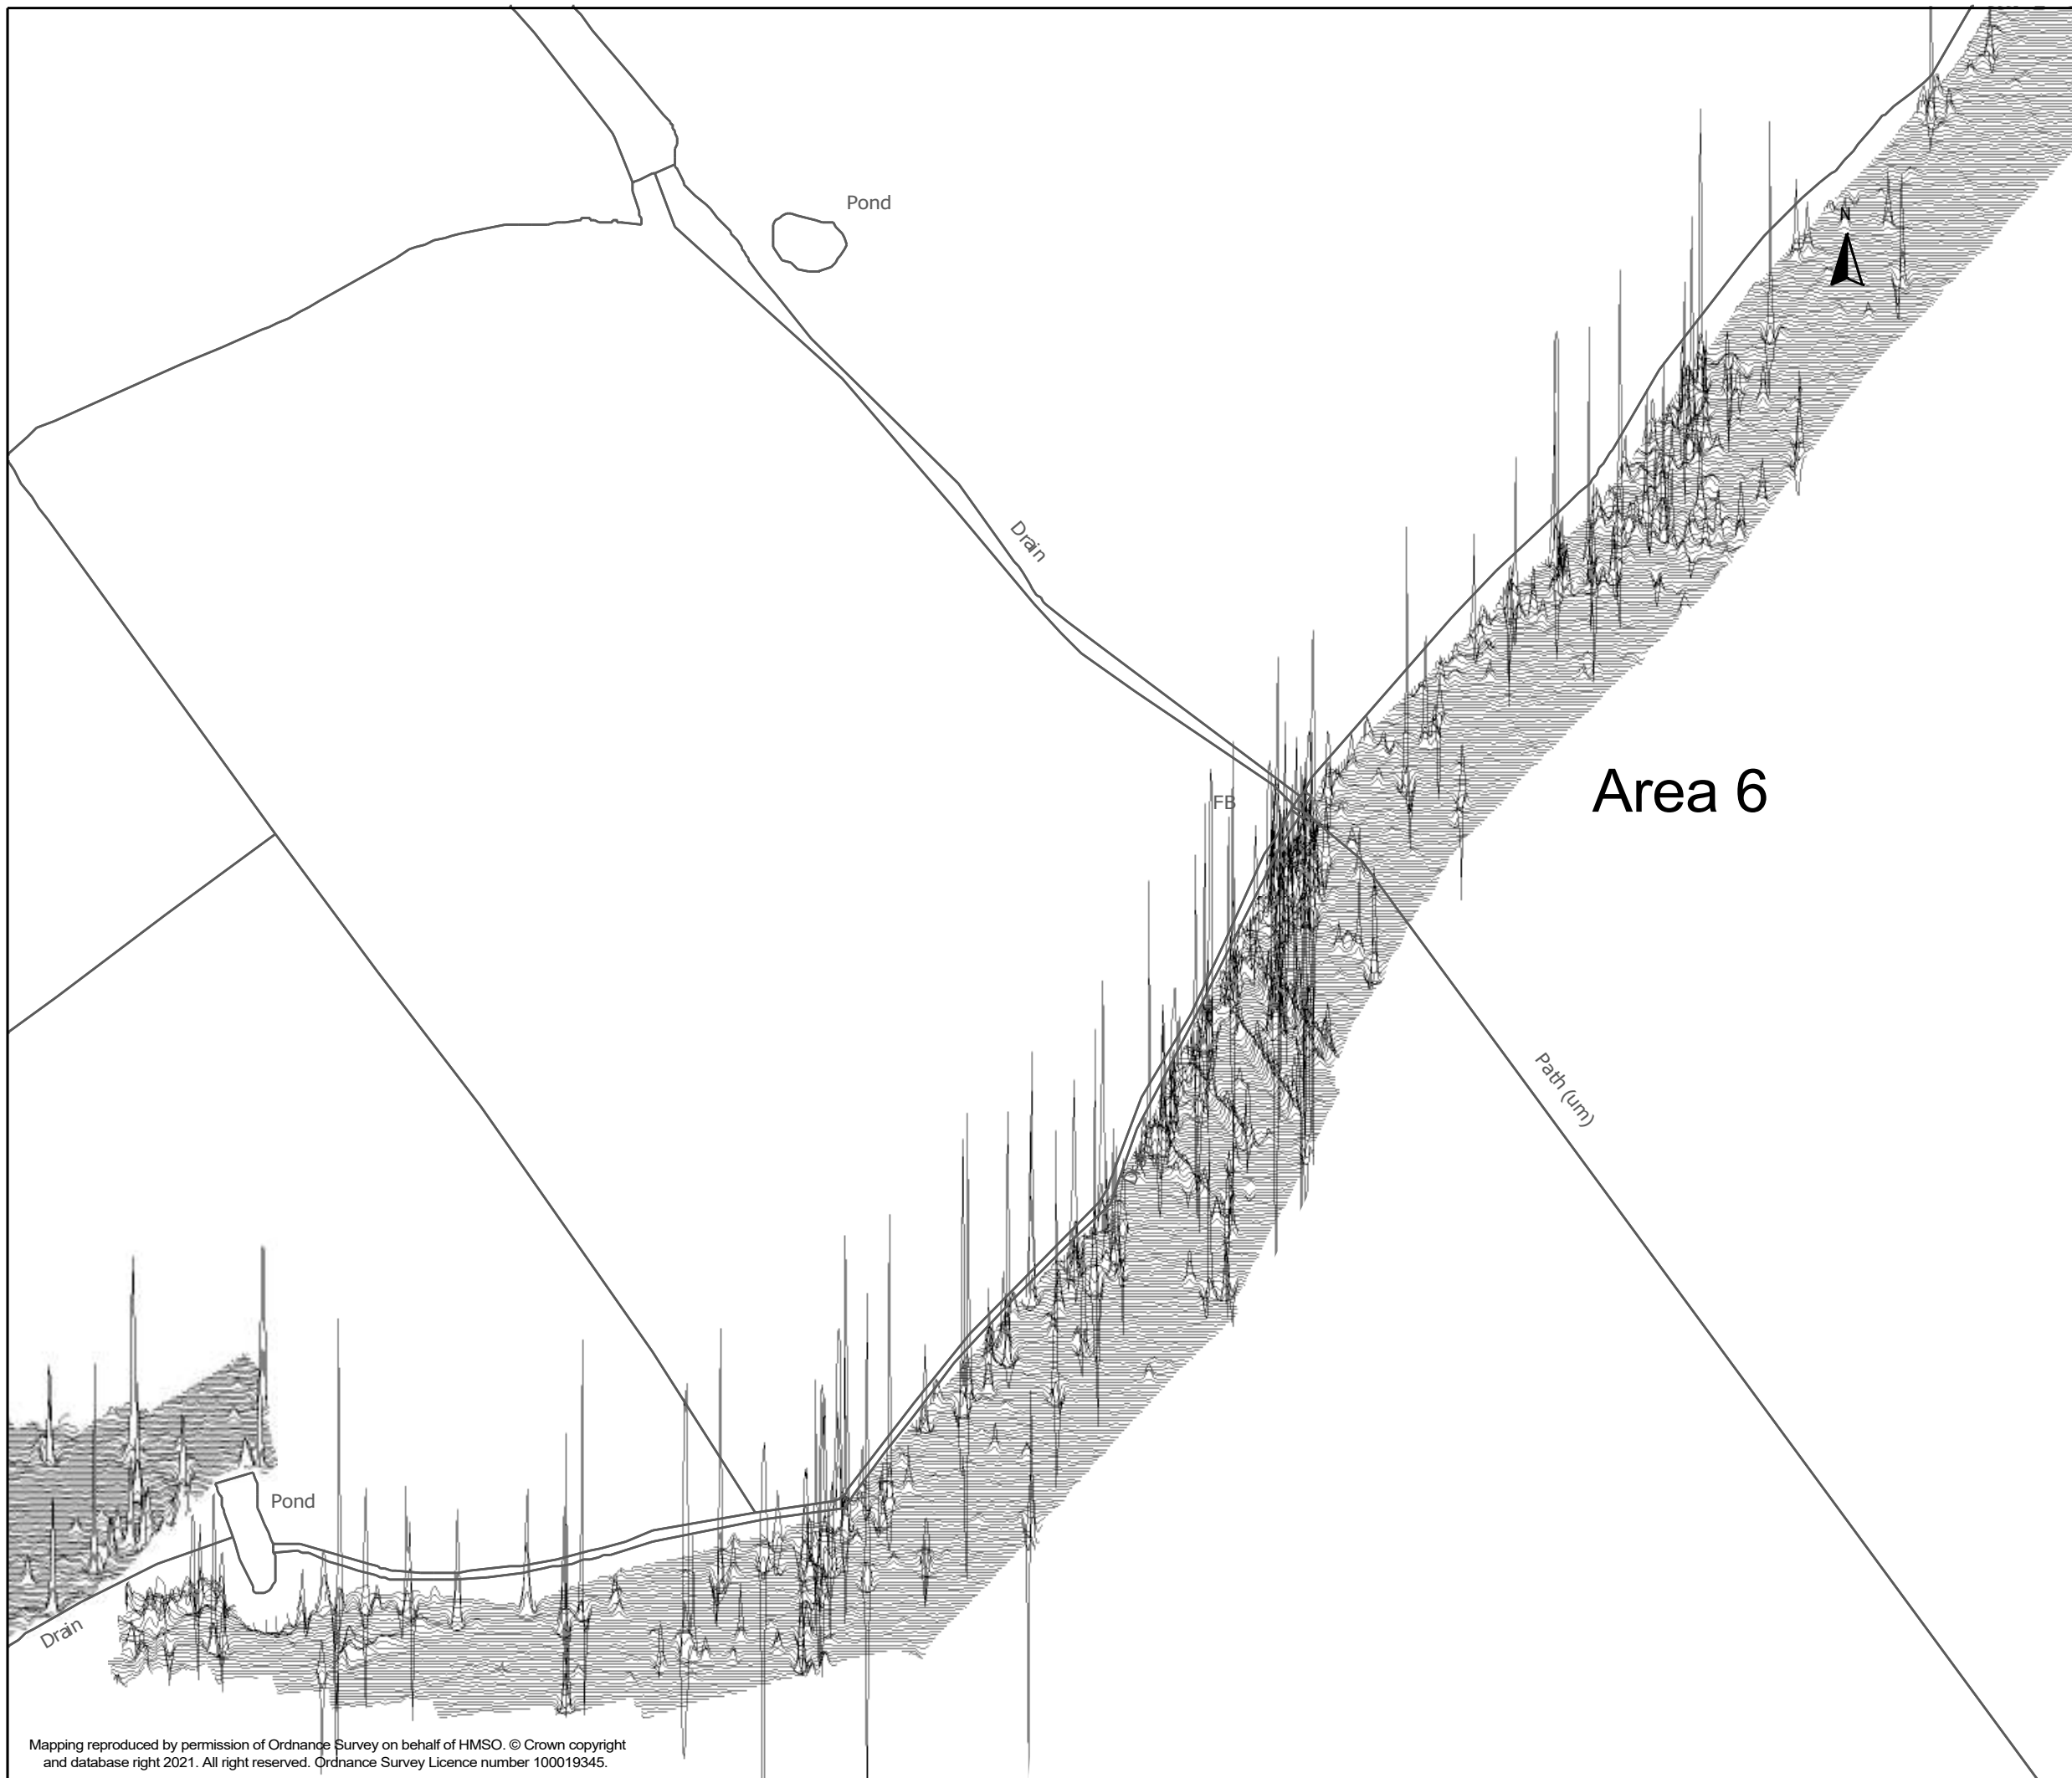 Pond
N
Drain
Area 6
FB
Path (um)
D
Pond
Drain
Mapping reproduced by permission of Ordnance Survey on behalf of HMSO. © Crown copyright
and database right 2021. All right reserved. Ordnance Survey Licence number 100019345.